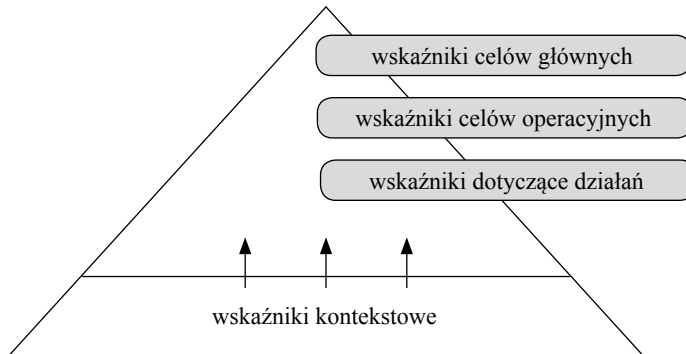 wskaźniki celów głównych
wskaźniki celów operacyjnych
wskaźniki dotyczące działań
wskaźniki kontekstowe